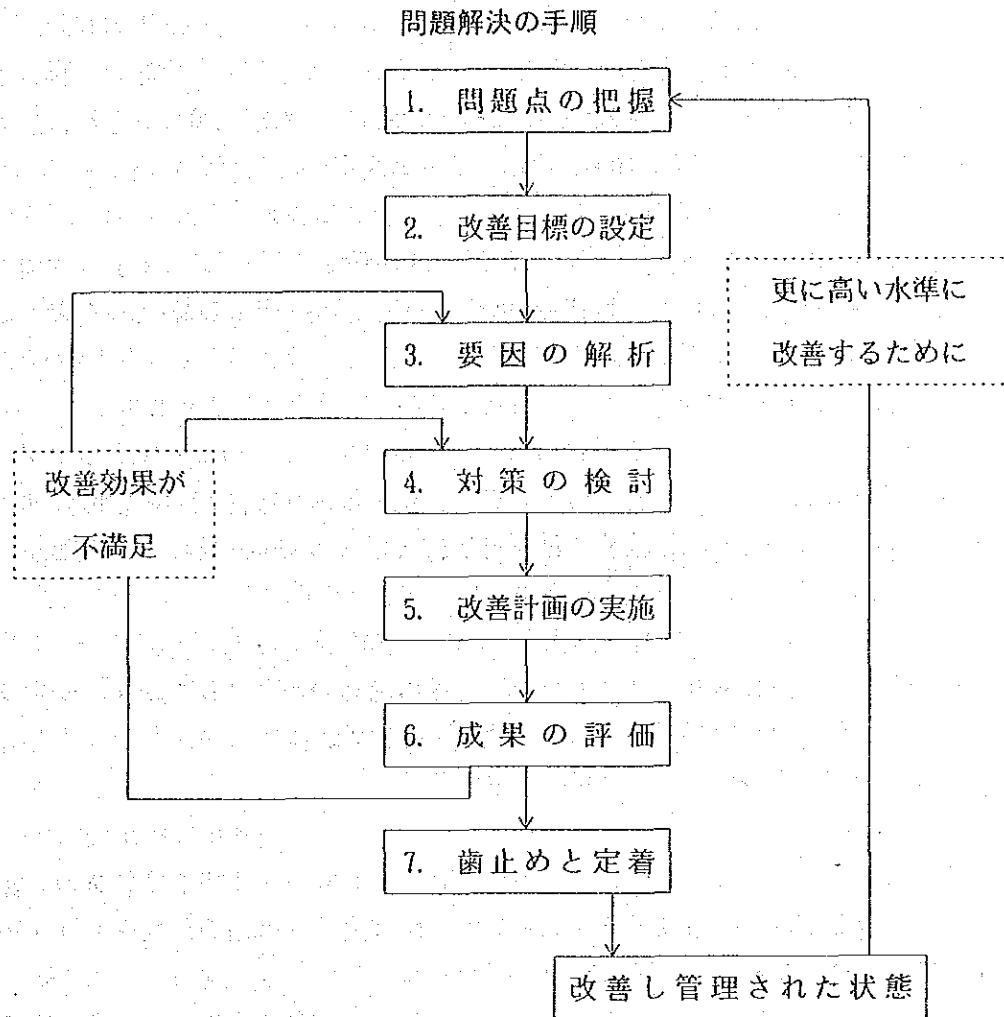 問題解決の手順
1. 問題点の把握
2. 改善目標の設定
更に高い水準に
改善するために
3. 要因の解析
4. 対策の検討
改善効果が
不満足
5. 改善計画の実施
6. 成果の評価
7. 歯止めと定着
改善し管理された状態